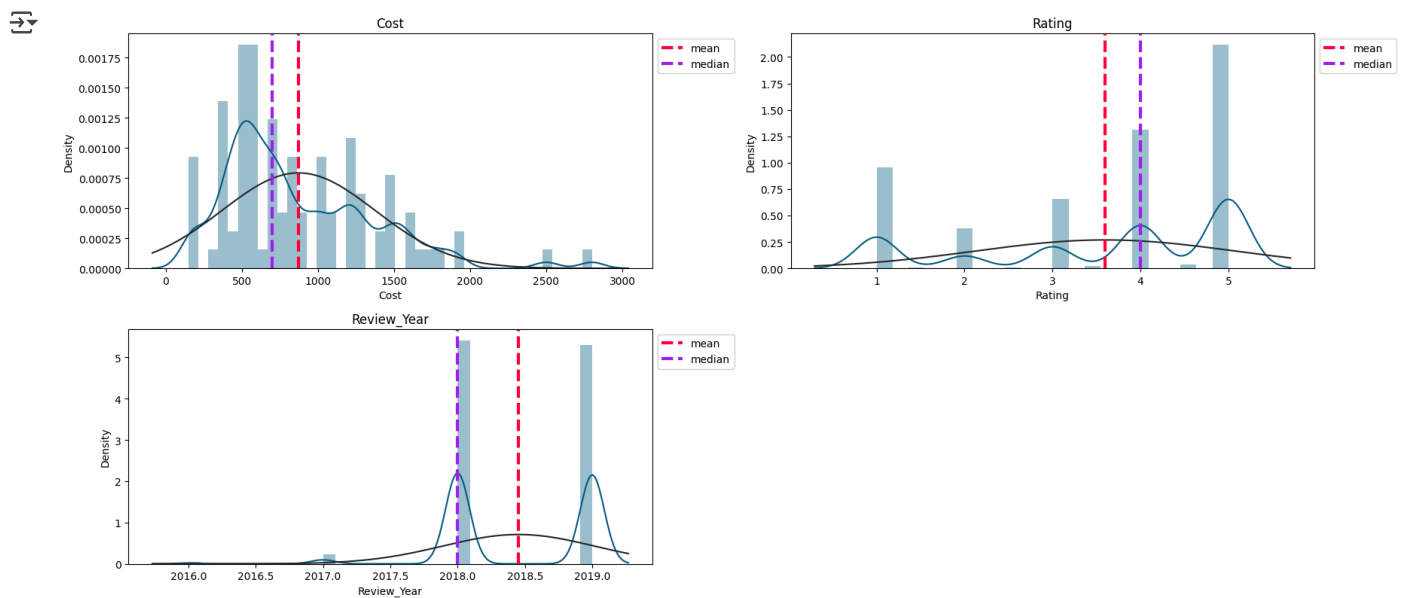 Cost
mean
median
0.00175
0.00150
0.00125
0.00100
0.00075
0.00050
0.00025
0.00000
Density
0 500 1000 1500 2000 2500 3000
Cost
Rating
mean
median
2.00
1.75
1.50
1.25
1.00
0.75
0.50
0.25
0.00
Density
1 2 3 4 5
Rating
Review_Year
mean
median
5
4
3
2
1
0
Density
2016.0 2016.5 2017.0 2017.5 2018.0 2018.5 2019.0
Review_Year